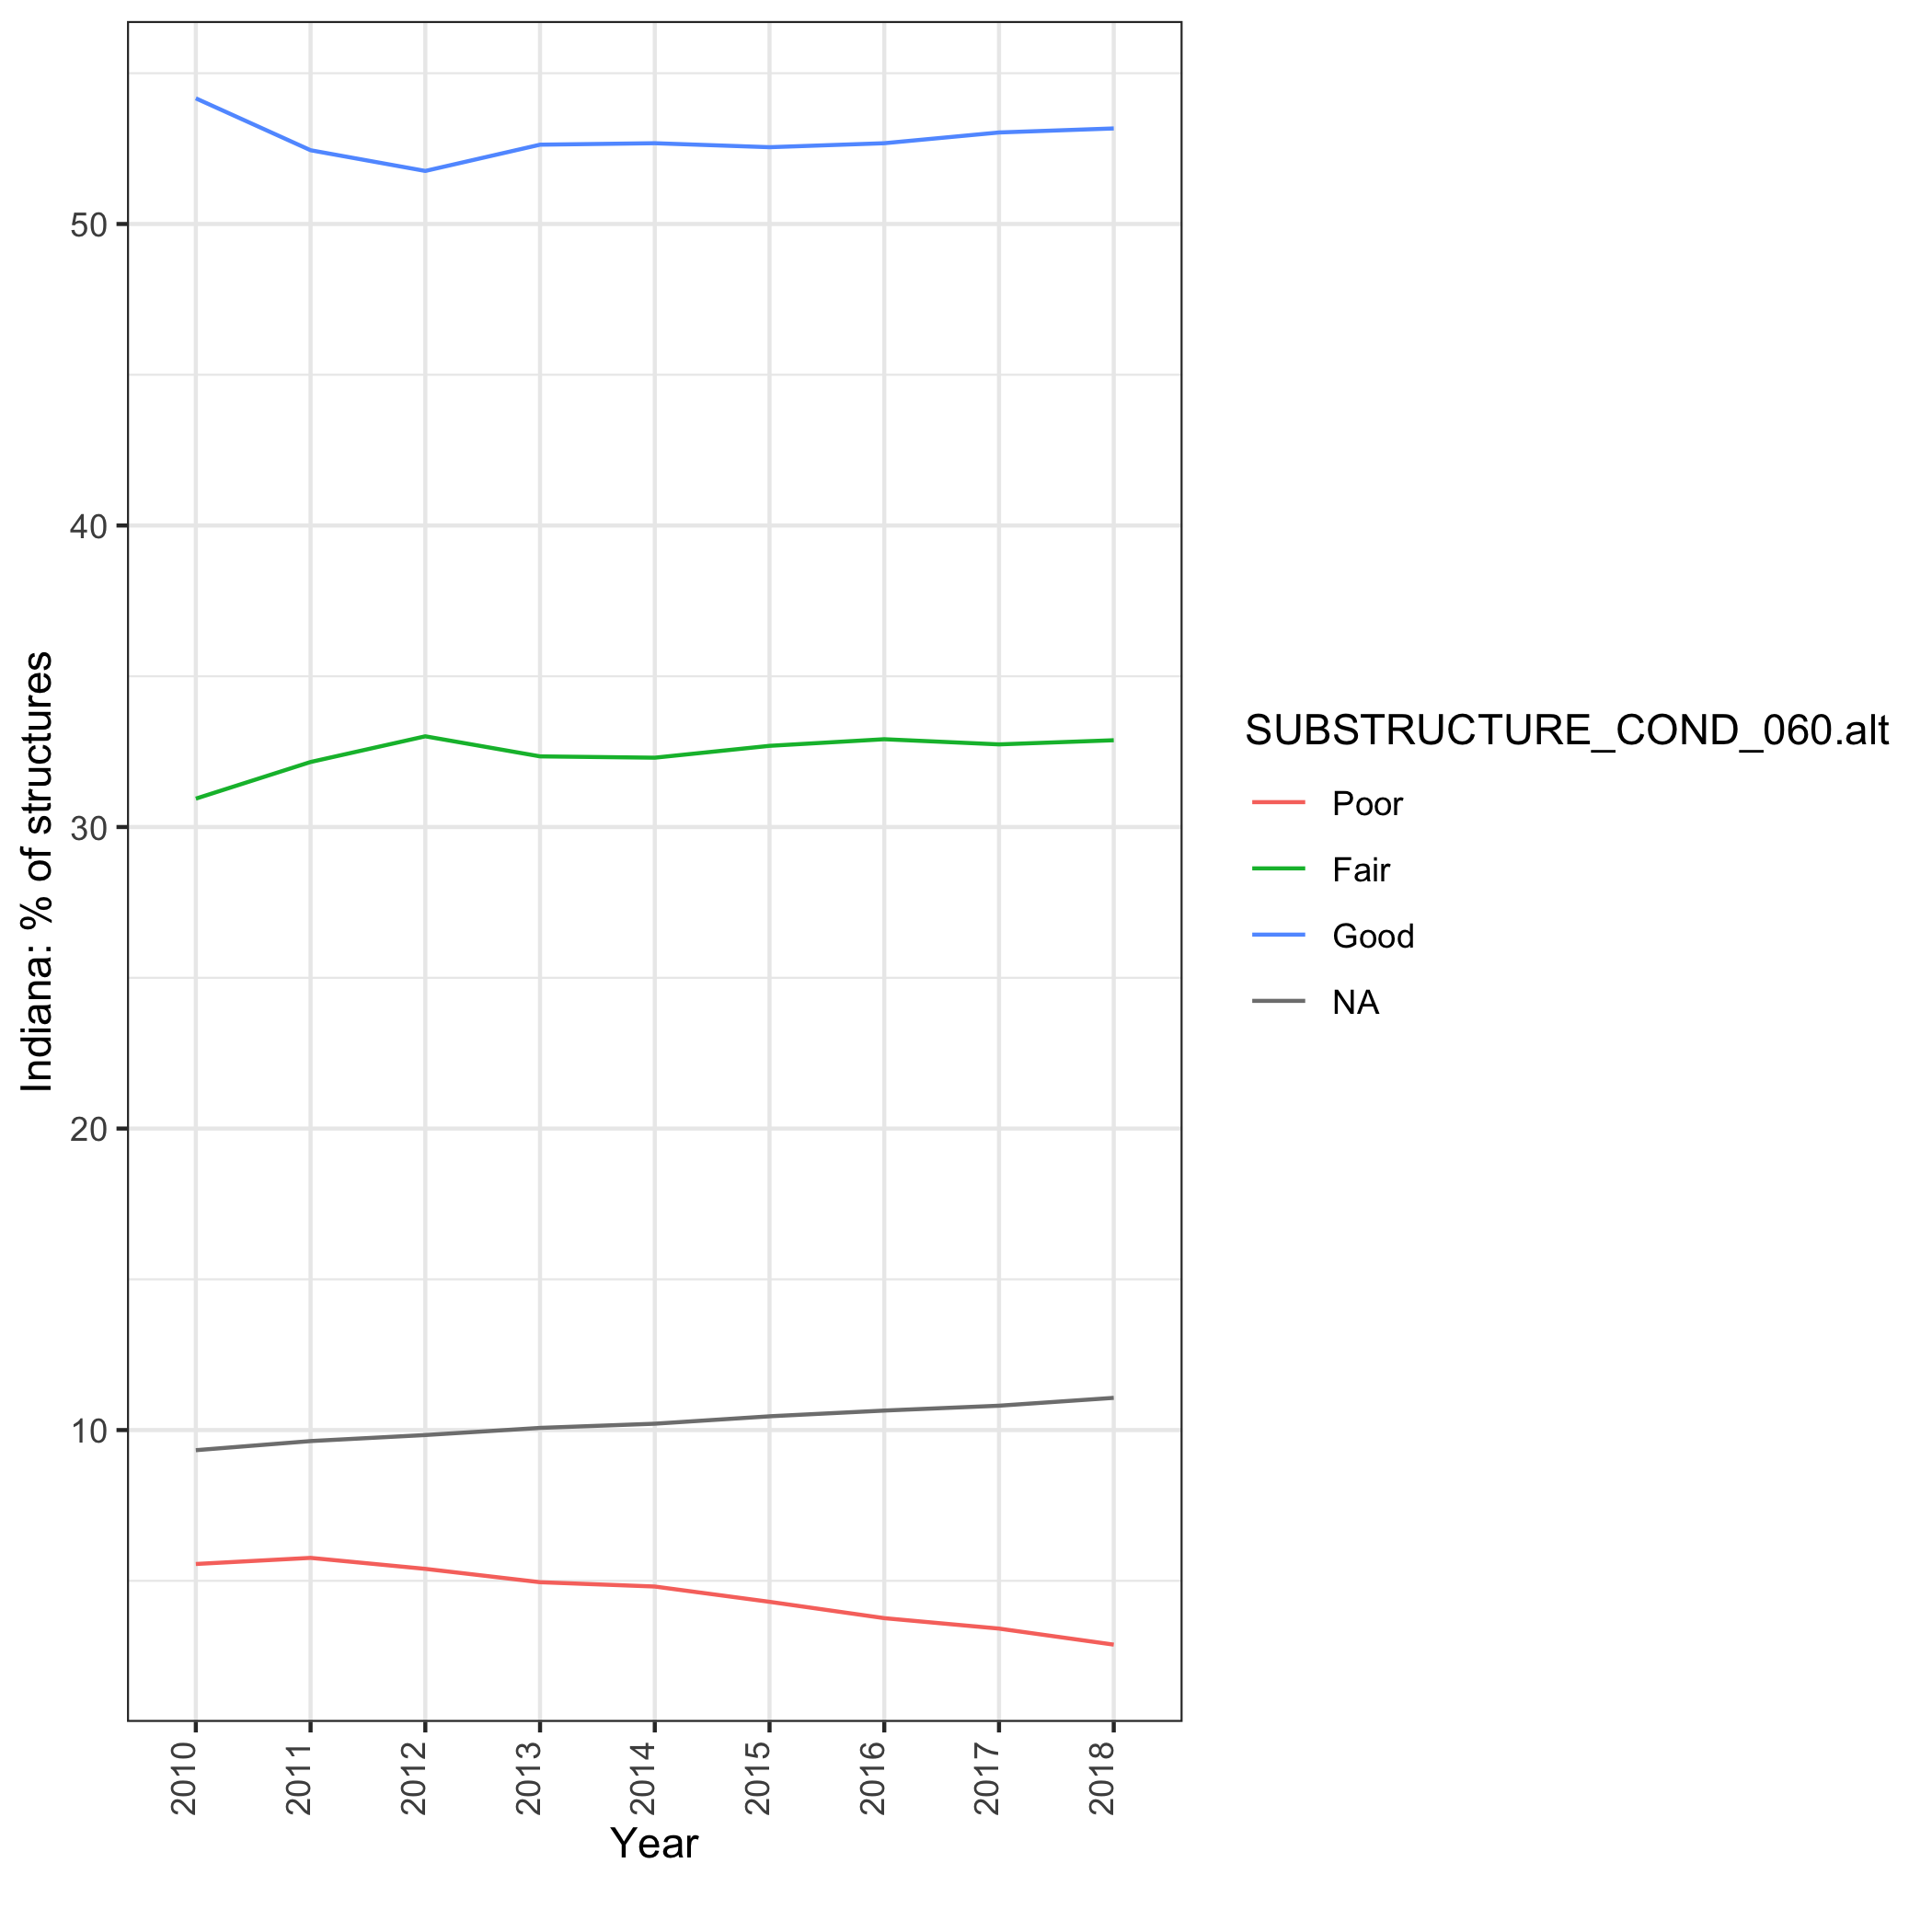 Indiana: % of structures
50
40
30
20
10
2010
2011
2012
2013
2014
2015
2016
2017
2018
Year
SUBSTRUCTURE_COND_060.alt
Poor
Fair
Good
NA